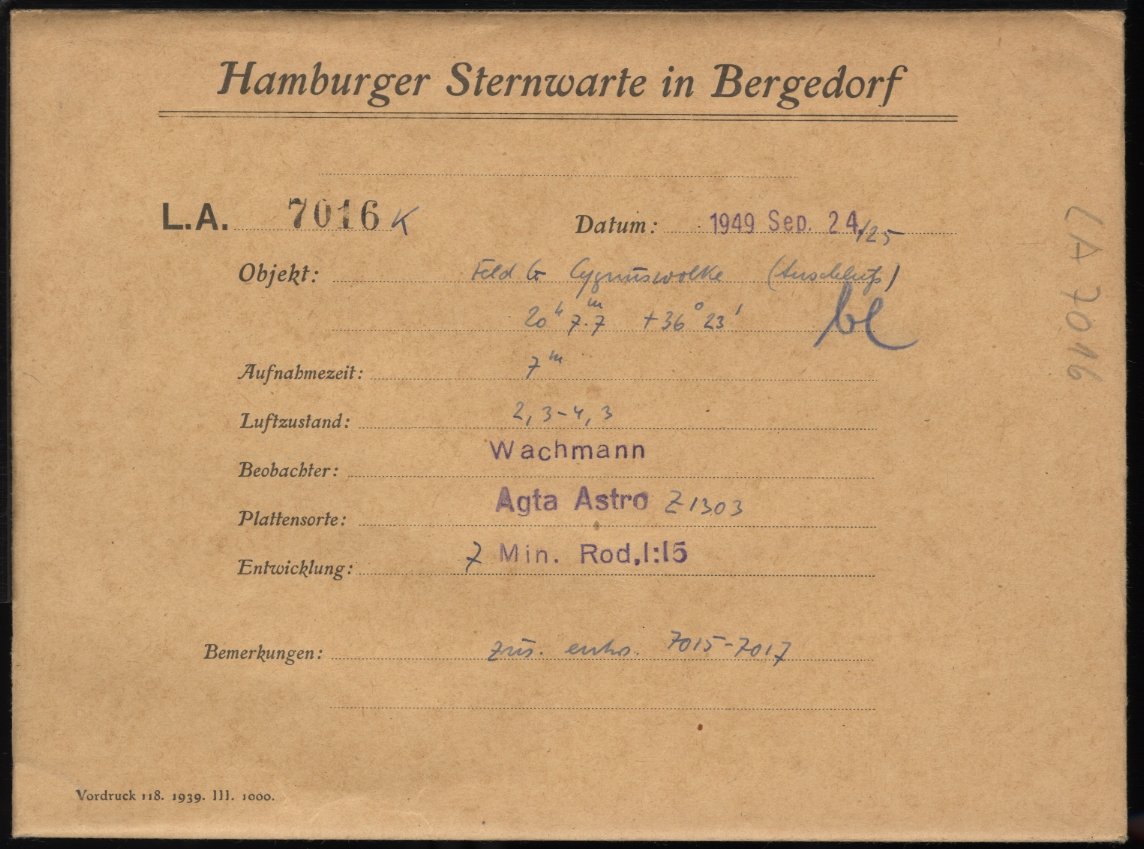 Hamburger Sternwarte in Bergedorf
L.A. 7016 K
Datum: 1949 Sep. 24/25
Objekt: Feld G Cygnuswolke (Anschluß)
20ʰ 7.ᵐ7 +36° 23'
bl
Aufnahmezeit: 7ᵐ
Luftzustand: 2,3-4,3
Beobachter: Wachmann
Plattensorte: Agfa Astro Z 1303
Entwicklung: 7 Min. Rod.1:15
Bemerkungen: zus. entw. 7015-7017
Vordruck 118. 1939. III. 1000.
LA 7016